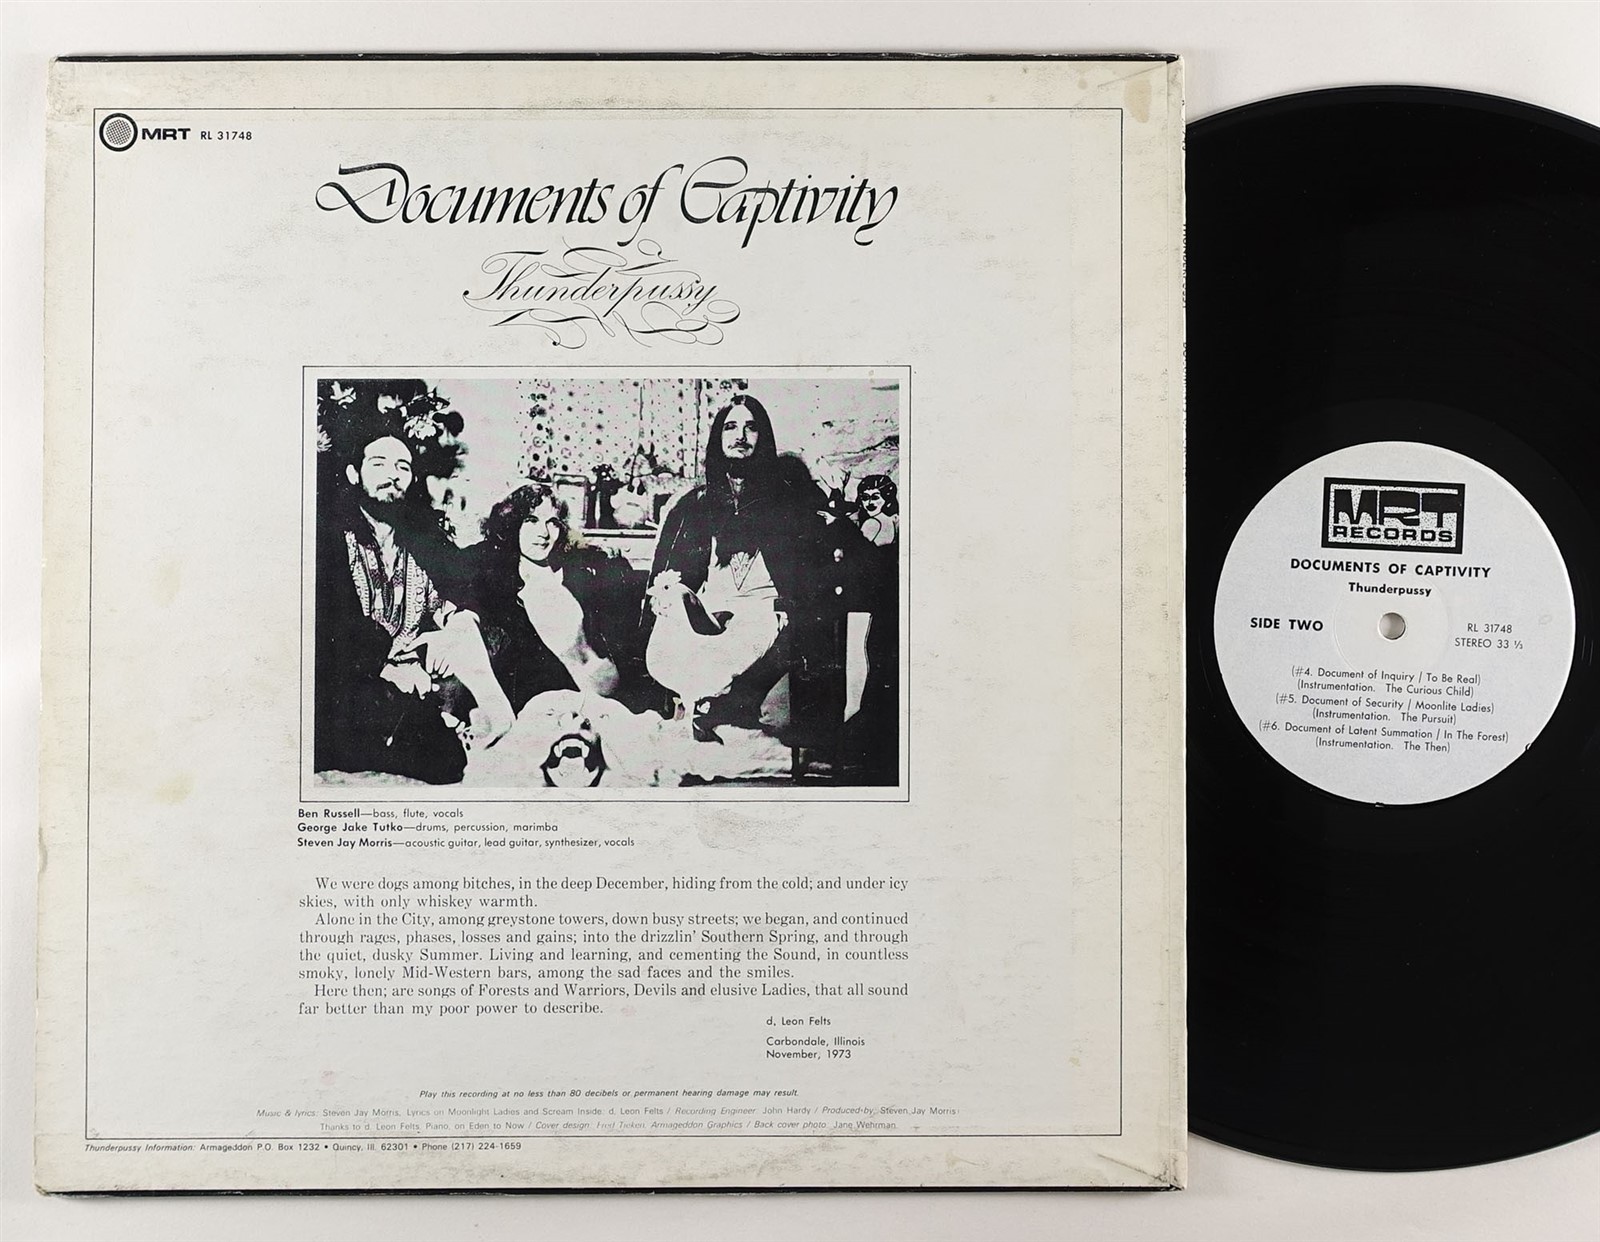 MRT RL 31748
Documents of Captivity
Thunderpussy
Ben Russell—bass, flute, vocals
George Jake Tutko—drums, percussion, marimba
Steven Jay Morris—acoustic guitar, lead guitar, synthesizer, vocals
We were dogs among bitches, in the deep December, hiding from the cold; and under icy
skies, with only whiskey warmth.
Alone in the City, among greystone towers, down busy streets; we began, and continued
through rages, phases, losses and gains; into the drizzlin' Southern Spring, and through
the quiet, dusky Summer. Living and learning, and cementing the Sound, in countless
smoky, lonely Mid-Western bars, among the sad faces and the smiles.
Here then; are songs of Forests and Warriors, Devils and elusive Ladies, that all sound
far better than my poor power to describe.
d, Leon Felts
Carbondale, Illinois
November, 1973
Play this recording at no less than 80 decibels or permanent hearing damage may result.
Music & lyrics: Steven Jay Morris, Lyrics on Moonlight Ladies and Scream Inside: d. Leon Felts / Recording Engineer: John Hardy / Produced by: Steven Jay Morris
Thanks to d. Leon Felts, Piano, on Eden to Now / Cover design: Fred Tieken, Armageddon Graphics / Back cover photo: Jane Wehrman
Thunderpussy Information: Armageddon P.O. Box 1232 • Quincy, Ill. 62301 • Phone (217) 224-1659
MRT
RECORDS
DOCUMENTS OF CAPTIVITY
Thunderpussy
SIDE TWO
RL 31748
STEREO 33 ⅓
(#4. Document of Inquiry / To Be Real)
(Instrumentation. The Curious Child)
(#5. Document of Security / Moonlite Ladies)
(Instrumentation. The Pursuit)
(#6. Document of Latent Summation / In The Forest)
(Instrumentation. The Then)